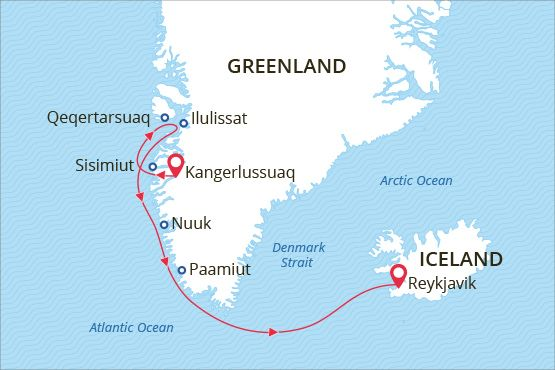 GREENLAND
Qeqertarsuaq
Ilulissat
Sisimiut
Kangerlussuaq
Arctic Ocean
Nuuk
Denmark
Strait
ICELAND
Paamiut
Reykjavik
Atlantic Ocean